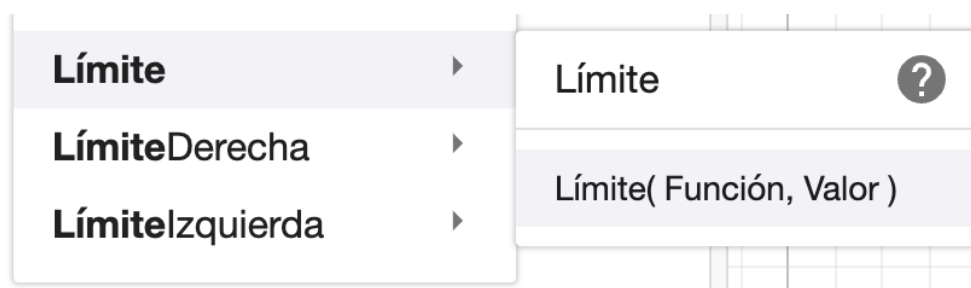 Límite
LímiteDerecha
LímiteIzquierda
Límite
?
Límite( Función, Valor )